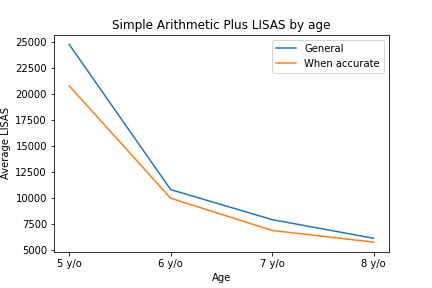 Simple Arithmetic Plus LISAS by age
General
When accurate
25000
22500
20000
17500
15000
12500
10000
7500
5000
Average LISAS
5 y/o 6 y/o 7 y/o 8 y/o
Age